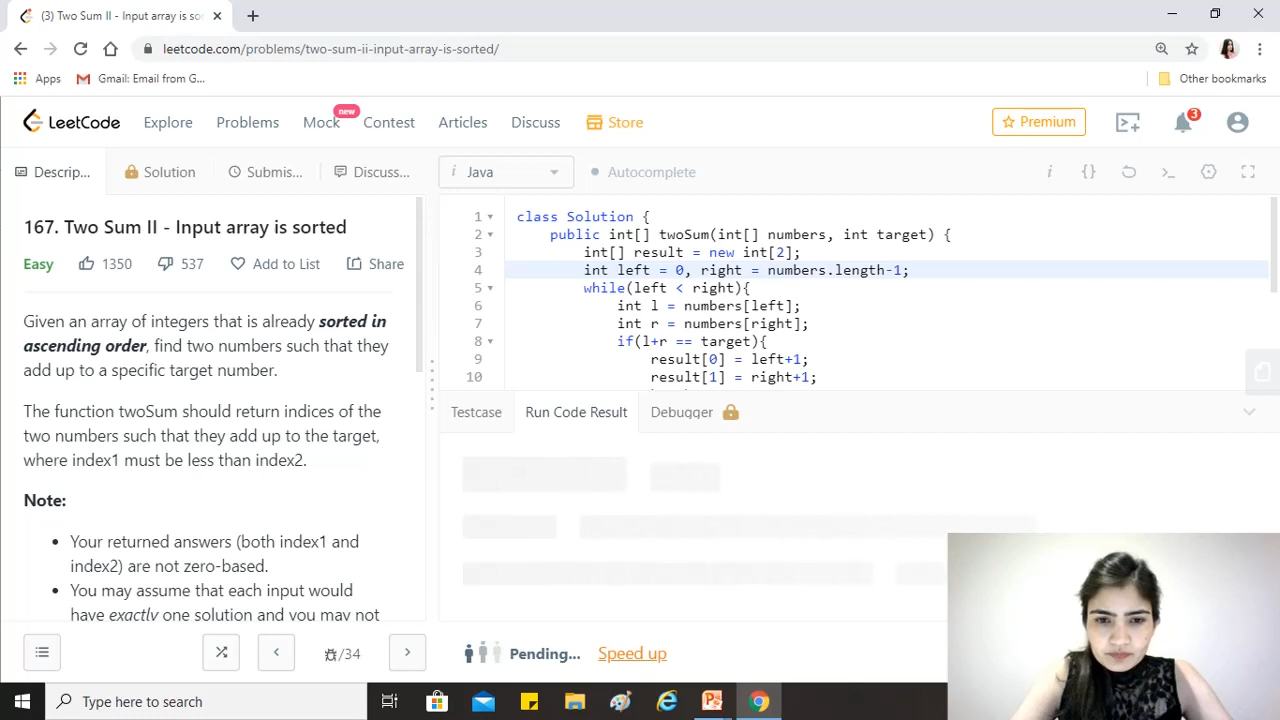 (3) Two Sum II - Input array is sor
leetcode.com/problems/two-sum-ii-input-array-is-sorted/
Apps
Gmail: Email from G...
Other bookmarks
LeetCode
Explore
Problems
Mock
new
Contest
Articles
Discuss
Store
Premium
3
Descrip...
Solution
Submis...
Discuss...
i Java
Autocomplete
i
{}
167. Two Sum II - Input array is sorted
Easy
1350
537
Add to List
Share
Given an array of integers that is already sorted in
ascending order, find two numbers such that they
add up to a specific target number.
The function twoSum should return indices of the
two numbers such that they add up to the target,
where index1 must be less than index2.
Note:
Your returned answers (both index1 and
index2) are not zero-based.
You may assume that each input would
have exactly one solution and you may not
/34
1 class Solution {
2 public int[] twoSum(int[] numbers, int target) {
3 int[] result = new int[2];
4 int left = 0, right = numbers.length-1;
5 while(left < right){
6 int l = numbers[left];
7 int r = numbers[right];
8 if(l+r == target){
9 result[0] = left+1;
10 result[1] = right+1;
Testcase
Run Code Result
Debugger
Pending...
Speed up
Type here to search